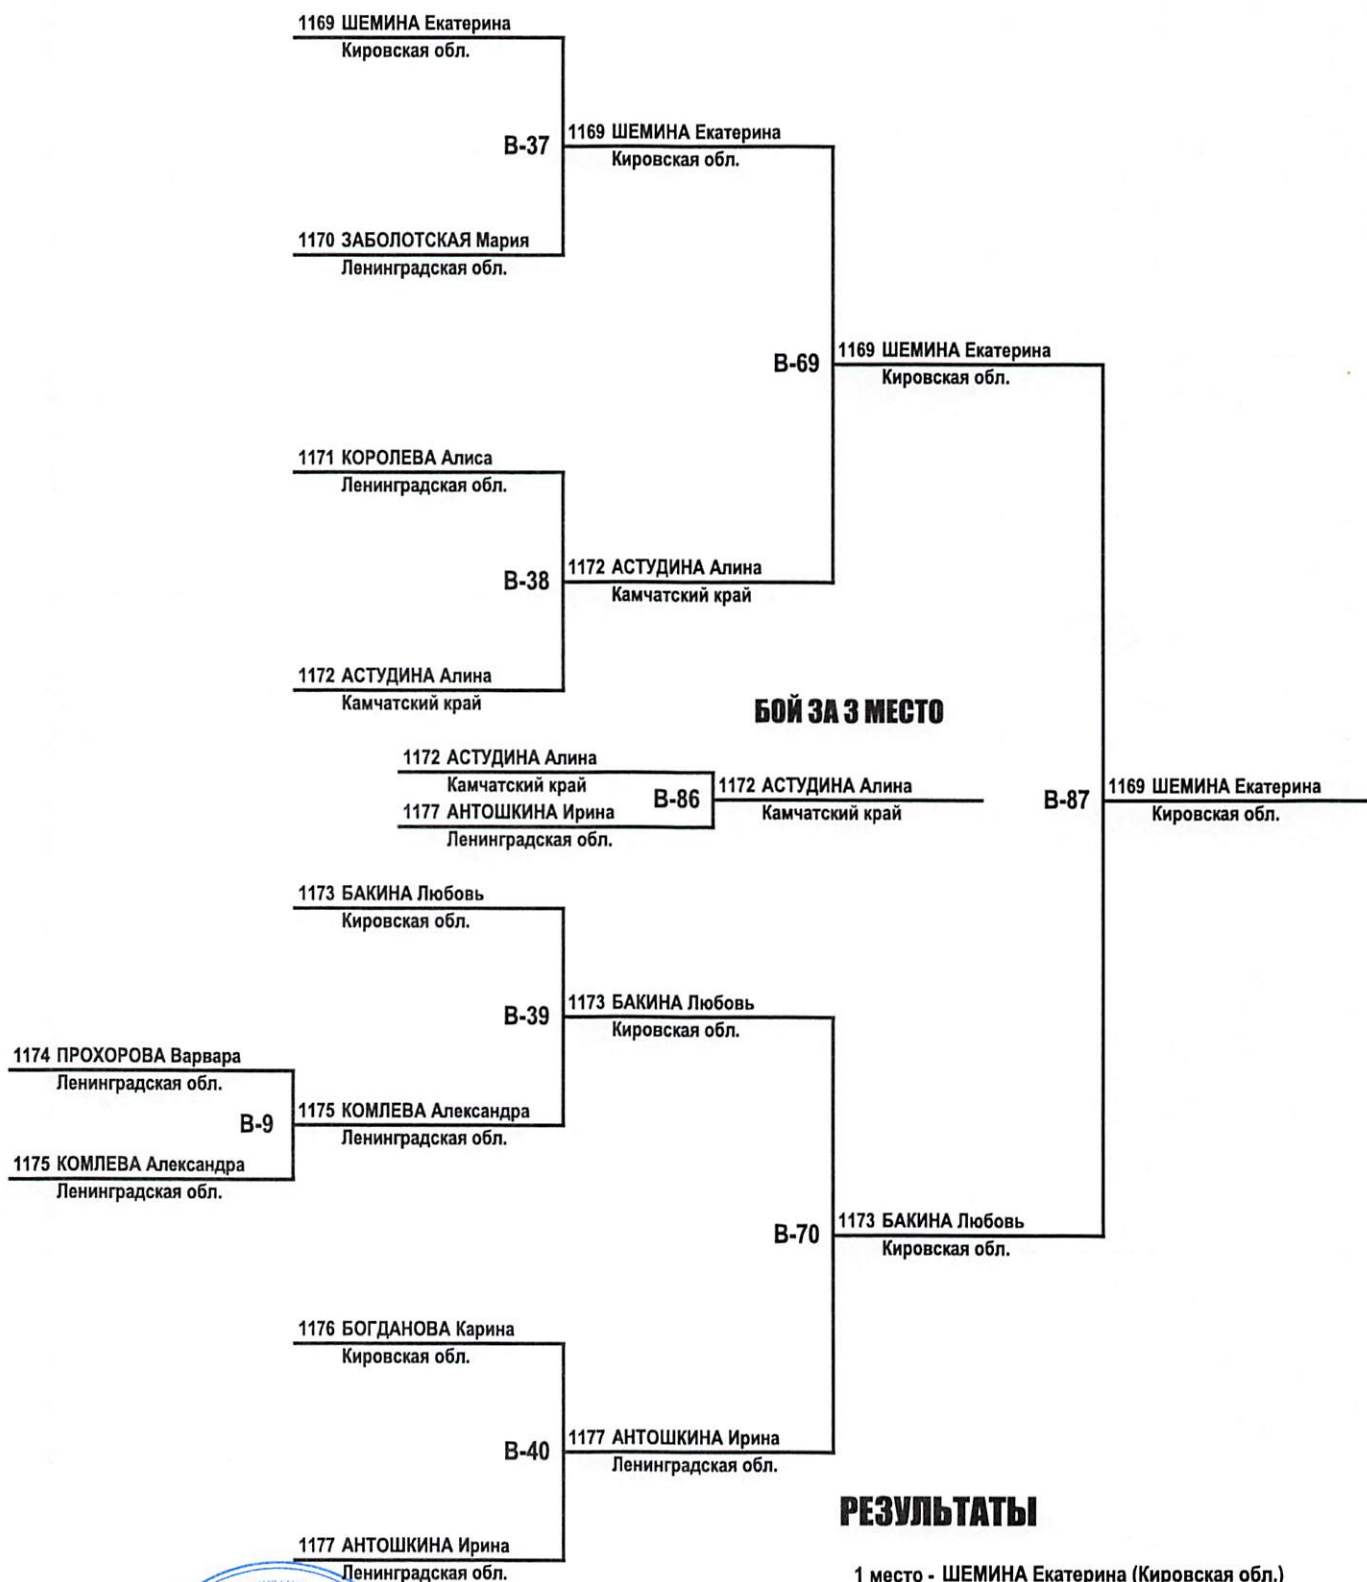 1169 ШЕМИНА Екатерина
Кировская обл.
В-37
1169 ШЕМИНА Екатерина
Кировская обл.
1170 ЗАБОЛОТСКАЯ Мария
Ленинградская обл.
В-69
1169 ШЕМИНА Екатерина
Кировская обл.
1171 КОРОЛЕВА Алиса
Ленинградская обл.
В-38
1172 АСТУДИНА Алина
Камчатский край
1172 АСТУДИНА Алина
Камчатский край
БОЙ ЗА 3 МЕСТО
1172 АСТУДИНА Алина
Камчатский край
1177 АНТОШКИНА Ирина
Ленинградская обл.
В-86
1172 АСТУДИНА Алина
Камчатский край
В-87
1169 ШЕМИНА Екатерина
Кировская обл.
1173 БАКИНА Любовь
Кировская обл.
В-39
1173 БАКИНА Любовь
Кировская обл.
1174 ПРОХОРОВА Варвара
Ленинградская обл.
В-9
1175 КОМЛЕВА Александра
Ленинградская обл.
1175 КОМЛЕВА Александра
Ленинградская обл.
В-70
1173 БАКИНА Любовь
Кировская обл.
1176 БОГДАНОВА Карина
Кировская обл.
В-40
1177 АНТОШКИНА Ирина
Ленинградская обл.
1177 АНТОШКИНА Ирина
Ленинградская обл.
РЕЗУЛЬТАТЫ
1 место - ШЕМИНА Екатерина (Кировская обл.)